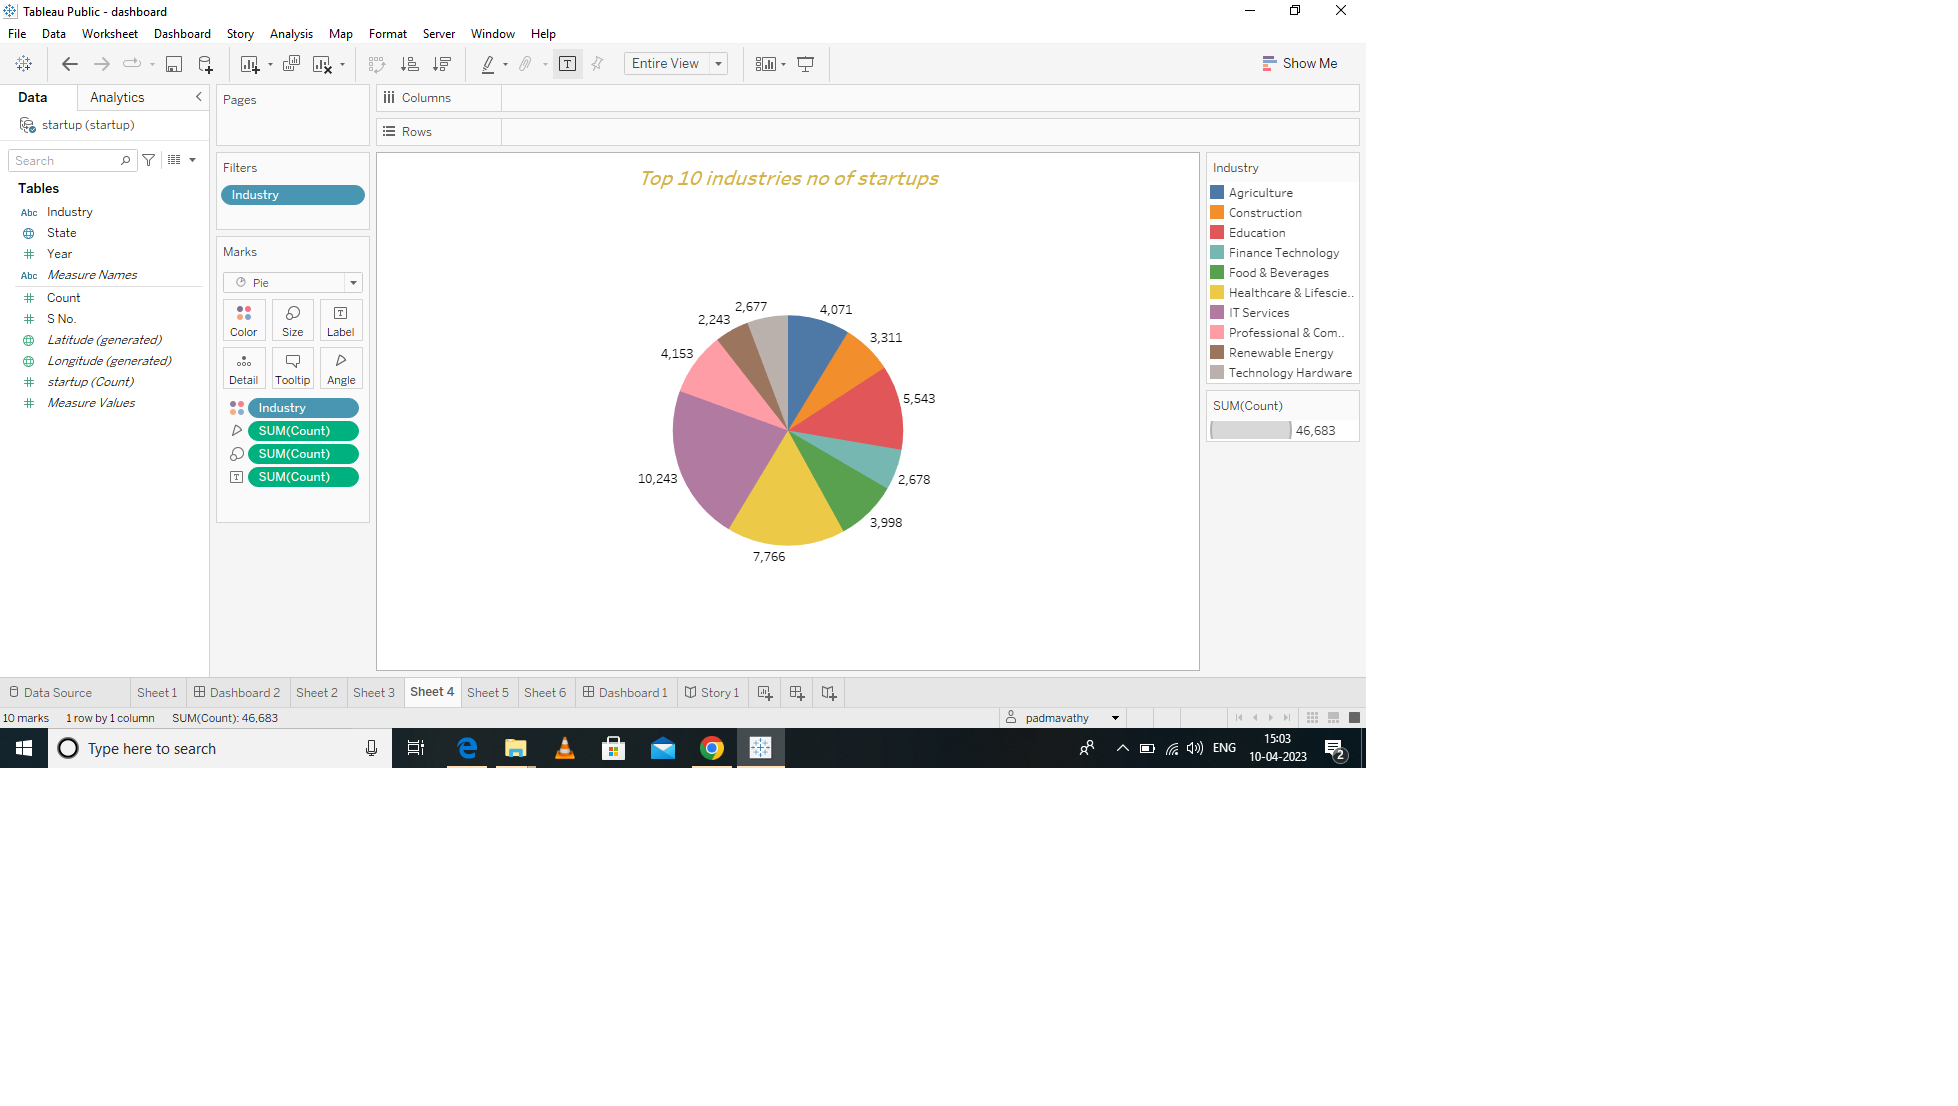 Tableau Public - dashboard
File Data Worksheet Dashboard Story Analysis Map Format Server Window Help
Entire View
Show Me
Data Analytics
startup (startup)
Search
Tables
Abc Industry
State
Year
Abc Measure Names
Count
S No.
Latitude (generated)
Longitude (generated)
startup (Count)
Measure Values
Pages
Filters
Industry
Marks
Pie
Color Size Label
Detail Tooltip Angle
Industry
SUM(Count)
SUM(Count)
SUM(Count)
Columns
Rows
Top 10 industries no of startups
2,677
4,071
2,243
3,311
4,153
5,543
10,243
2,678
3,998
7,766
Industry
Agriculture
Construction
Education
Finance Technology
Food & Beverages
Healthcare & Lifescie..
IT Services
Professional & Com..
Renewable Energy
Technology Hardware
SUM(Count)
46,683
Data Source Sheet 1 Dashboard 2 Sheet 2 Sheet 3 Sheet 4 Sheet 5 Sheet 6 Dashboard 1 Story 1
10 marks 1 row by 1 column SUM(Count): 46,683 padmavathy
Type here to search
ENG
15:03
10-04-2023
2